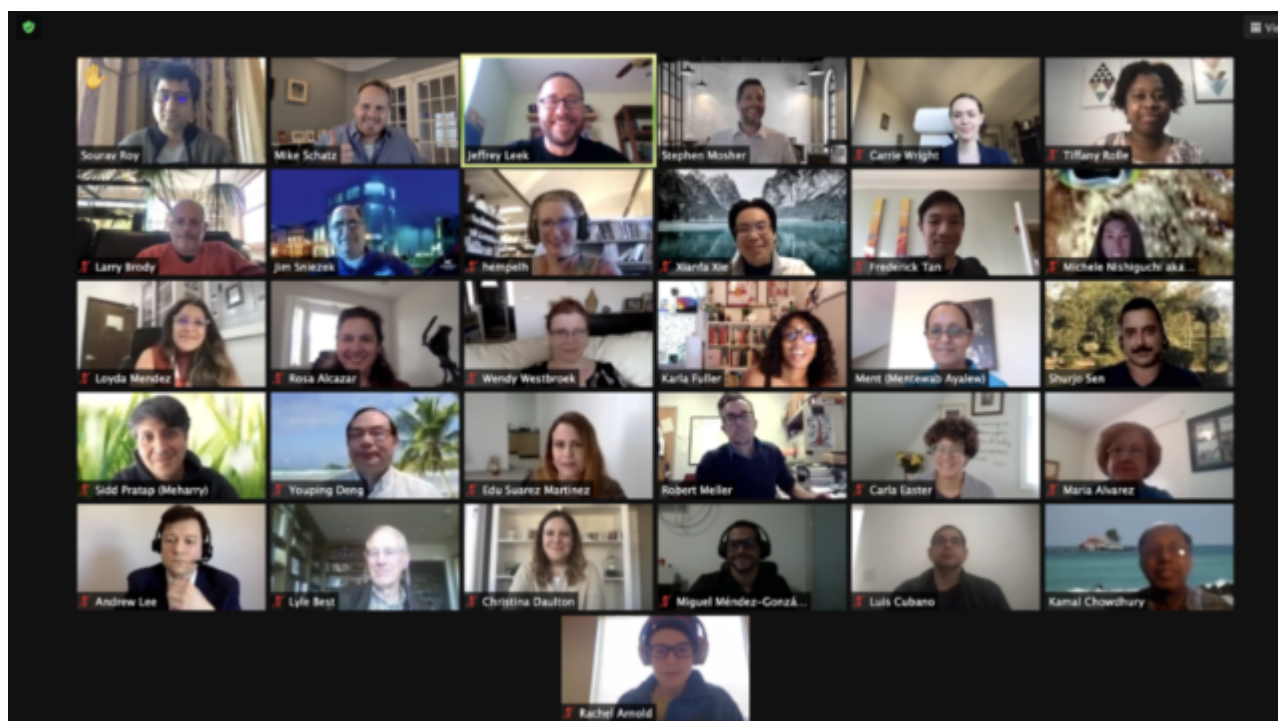 Sourav Roy
Mike Schatz
Jeffrey Leek
Stephen Mosher
Carrie Wright
Tiffany Rolle
Larry Brody
Jim Sniezek
hempelh
Xianfa Xie
Frederick Tan
Michele Nishiguchi aka...
Loyda Mendez
Rosa Alcazar
Wendy Westbroek
Karla Fuller
Ment (Mentewab Ayalew)
Shurjo Sen
Sidd Pratap (Meharry)
Youping Deng
Edu Suarez Martinez
Robert Meller
Carla Easter
Maria Alvarez
Andrew Lee
Lyle Best
Christina Daulton
Miguel Méndez-Gonzá...
Luis Cubano
Kamal Chowdhury
Rachel Arnold